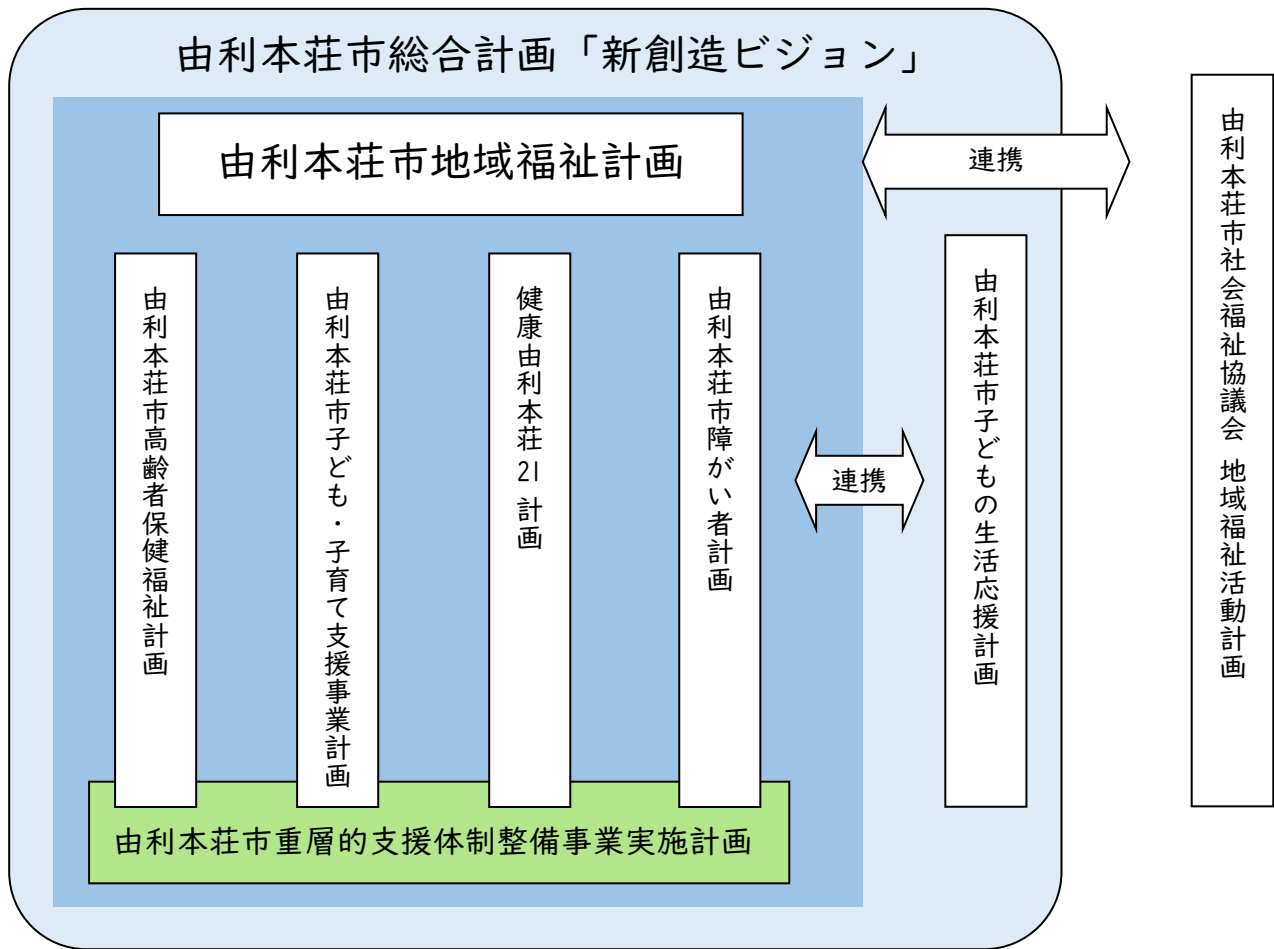 由利本荘市総合計画「新創造ビジョン」
由利本荘市地域福祉計画
連携
由利本荘市高齢者保健福祉計画
由利本荘市子ども・子育て支援事業計画
健康由利本荘21計画
由利本荘市障がい者計画
連携
由利本荘市子どもの生活応援計画
由利本荘市社会福祉協議会 地域福祉活動計画
由利本荘市重層的支援体制整備事業実施計画